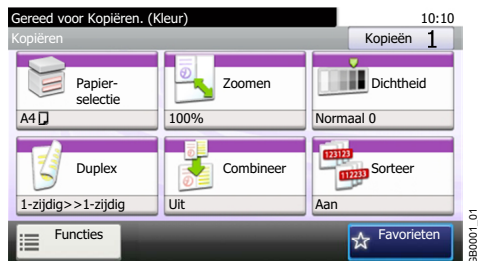 Gereed voor Kopiëren. (Kleur)
10:10
Kopiëren
Kopieën 1
Papier-
selectie
A4
Zoomen
100%
Dichtheid
Normaal 0
Duplex
1-zijdig>>1-zijdig
Combineer
Uit
123123
112233
Sorteer
Aan
Functies
Favorieten